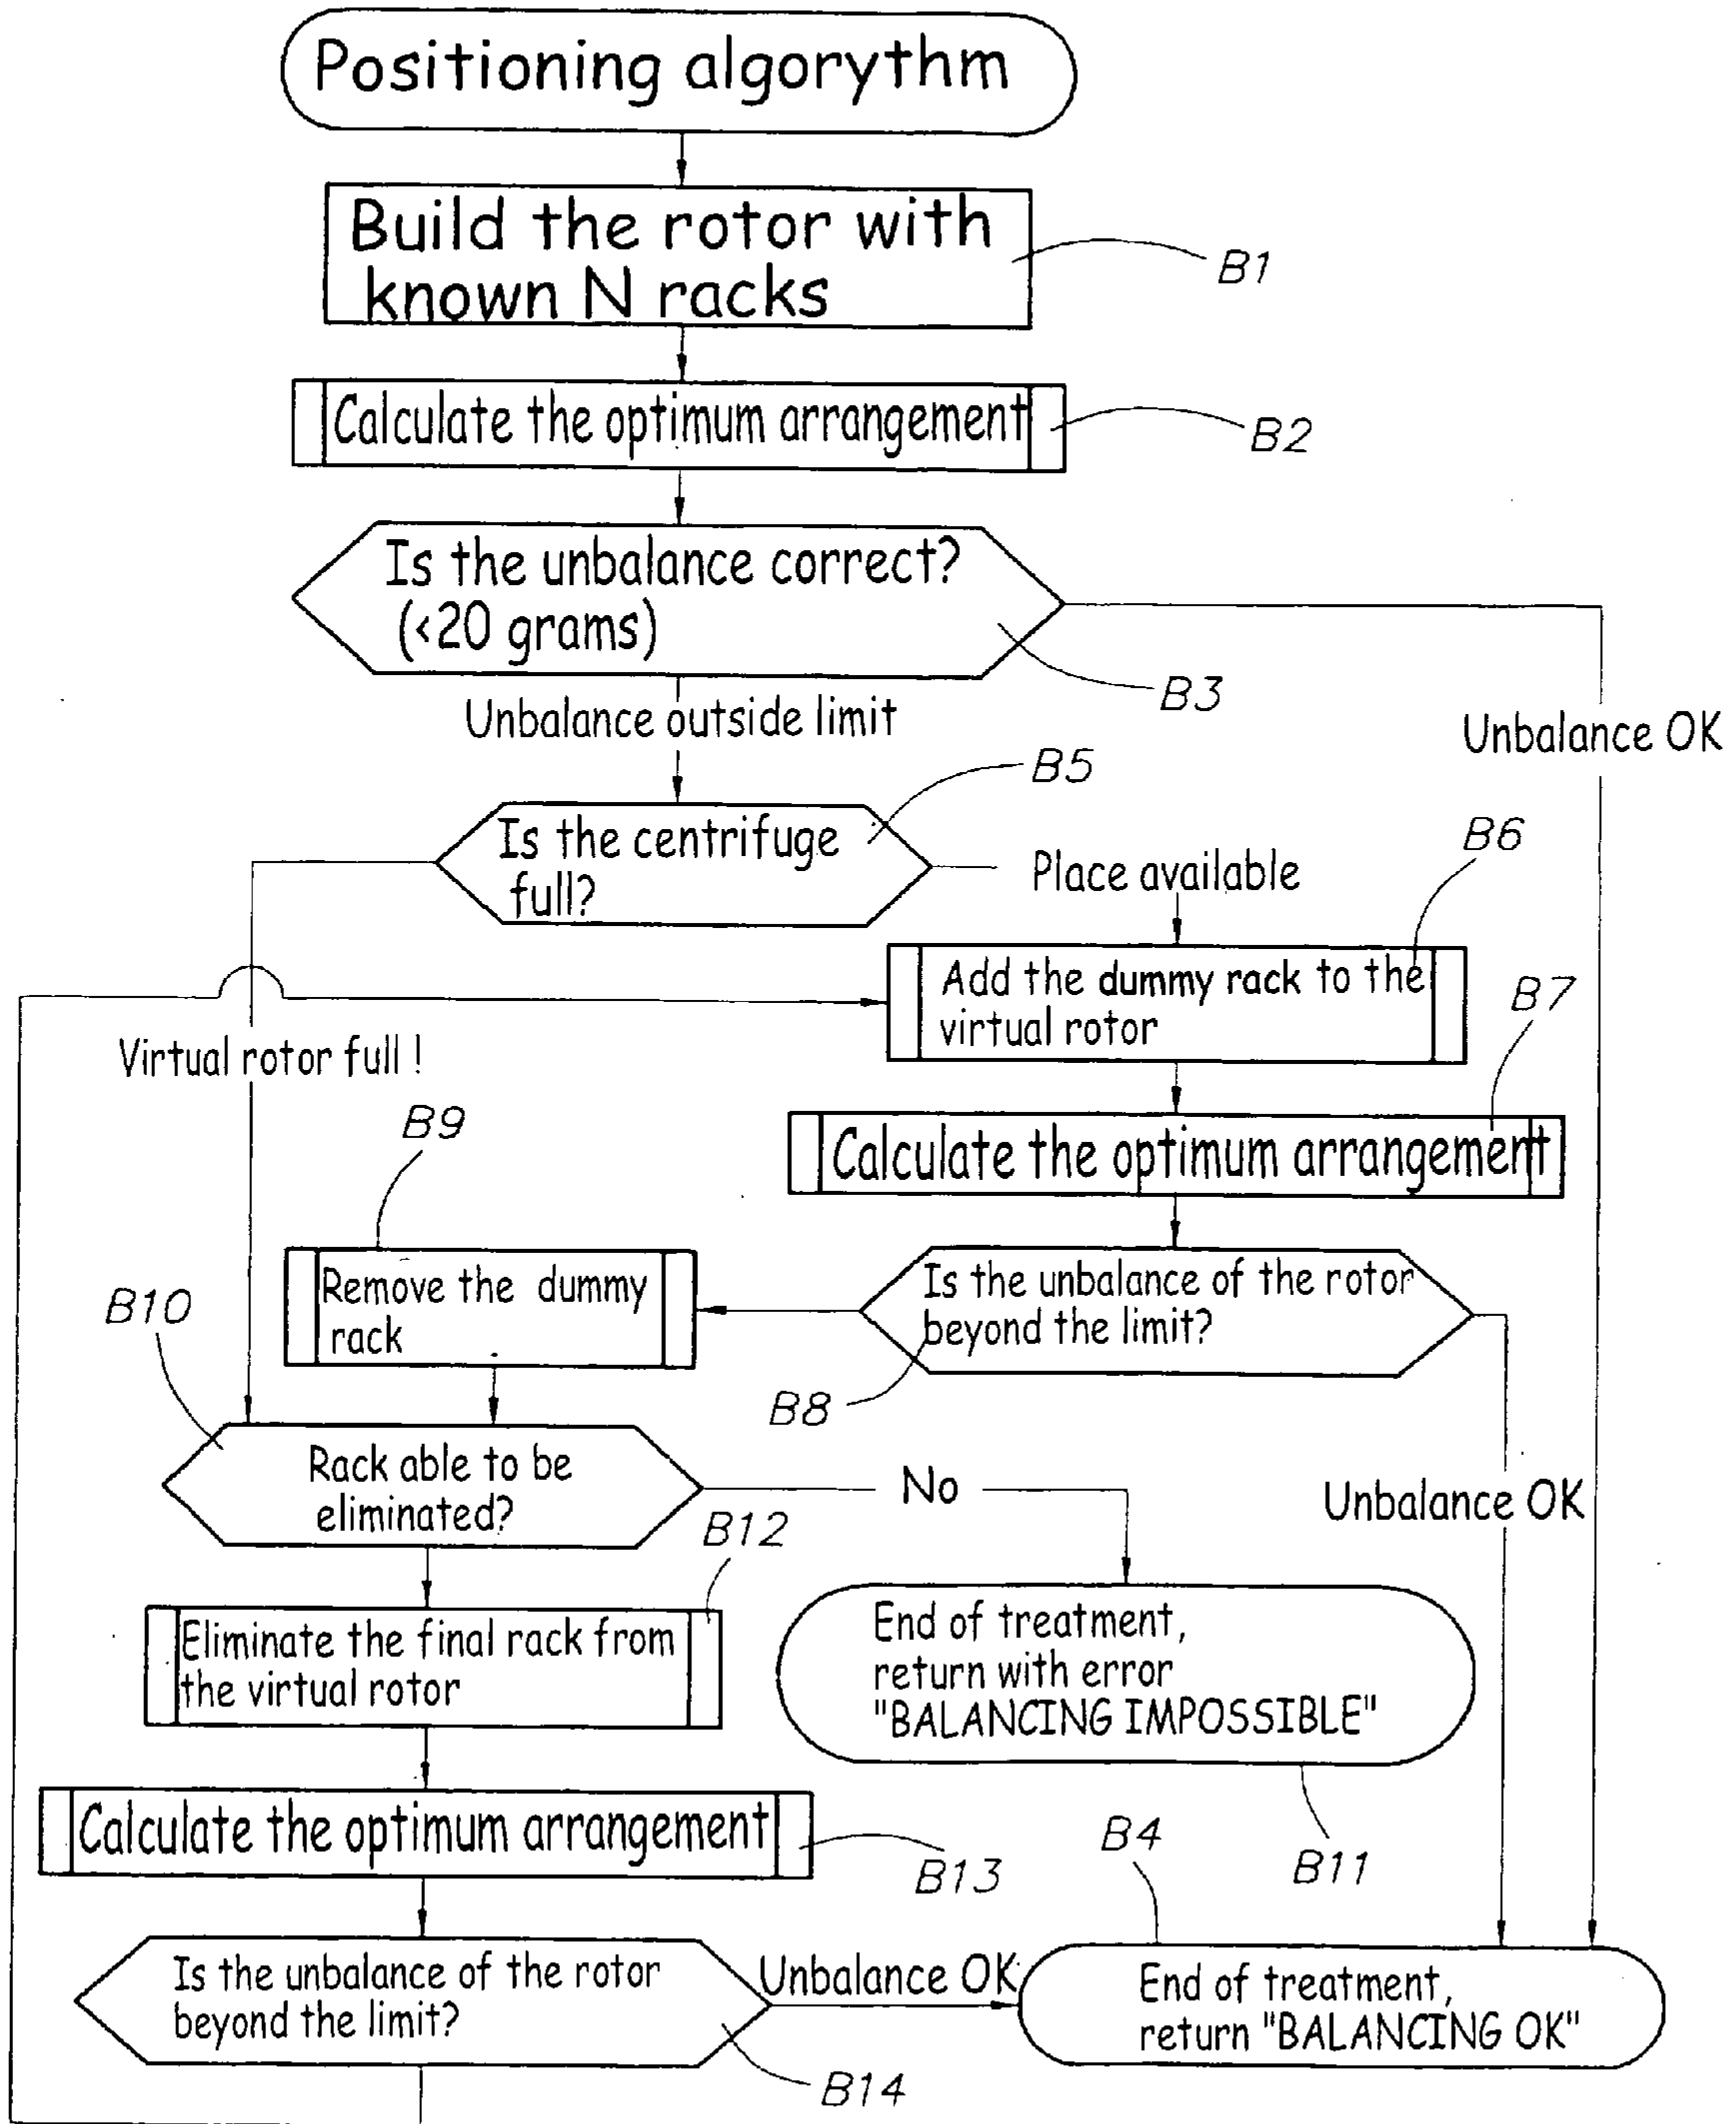 Positioning algorythm
Build the rotor with
known N racks
B1
Calculate the optimum arrangement
B2
Is the unbalance correct?
(<20 grams)
B3
Unbalance outside limit
Unbalance OK
B5
Is the centrifuge
full?
Place available
B6
Add the dummy rack to the
virtual rotor
B7
Virtual rotor full !
Calculate the optimum arrangement
B9
Remove the dummy
rack
Is the unbalance of the rotor
beyond the limit?
B8
B10
Rack able to be
eliminated?
No
Unbalance OK
B12
Eliminate the final rack from
the virtual rotor
End of treatment,
return with error
"BALANCING IMPOSSIBLE"
B11
Calculate the optimum arrangement
B13
B4
Is the unbalance of the rotor
beyond the limit?
Unbalance OK
B14
End of treatment,
return "BALANCING OK"